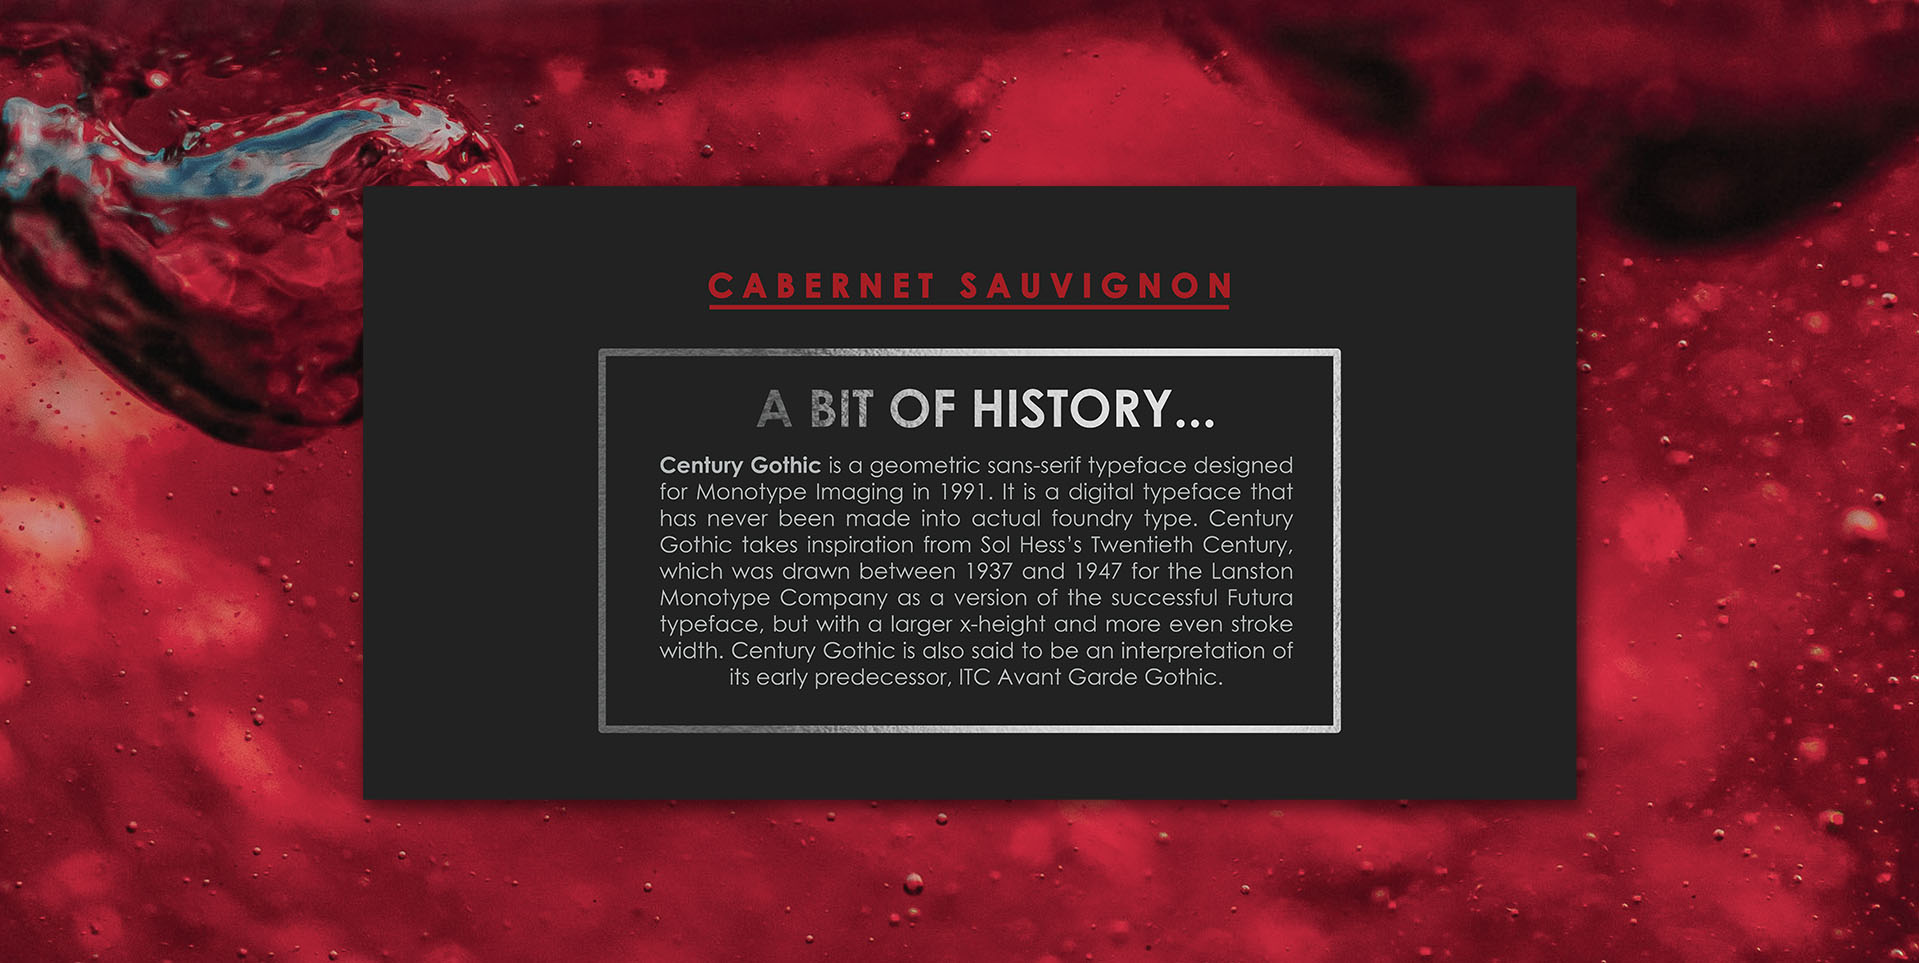 CABERNET SAUVIGNON
A BIT OF HISTORY...
Century Gothic is a geometric sans-serif typeface designed
for Monotype Imaging in 1991. It is a digital typeface that
has never been made into actual foundry type. Century
Gothic takes inspiration from Sol Hess’s Twentieth Century,
which was drawn between 1937 and 1947 for the Lanston
Monotype Company as a version of the successful Futura
typeface, but with a larger x-height and more even stroke
width. Century Gothic is also said to be an interpretation of
its early predecessor, ITC Avant Garde Gothic.